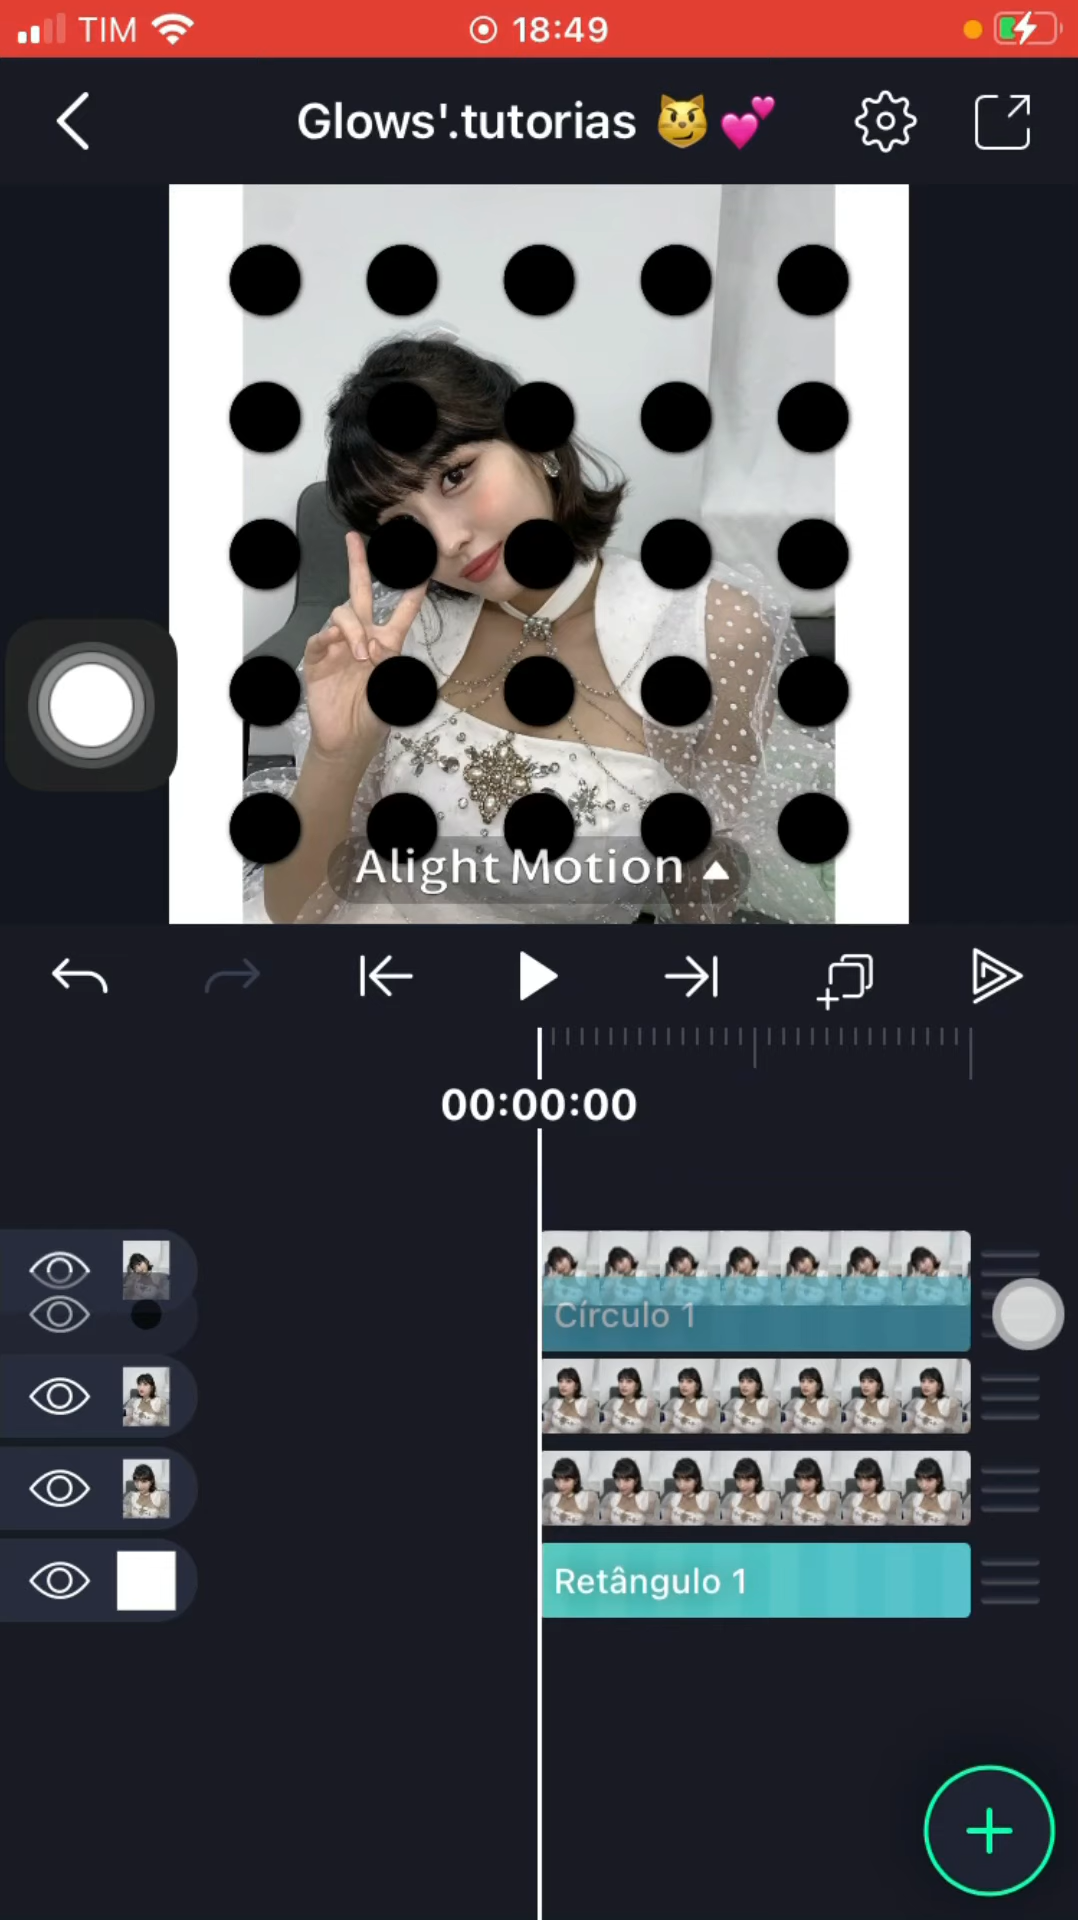 TIM 18:49
Glows'.tutorias 😼 💕
Alight Motion
00:00:00
Círculo 1
Retângulo 1